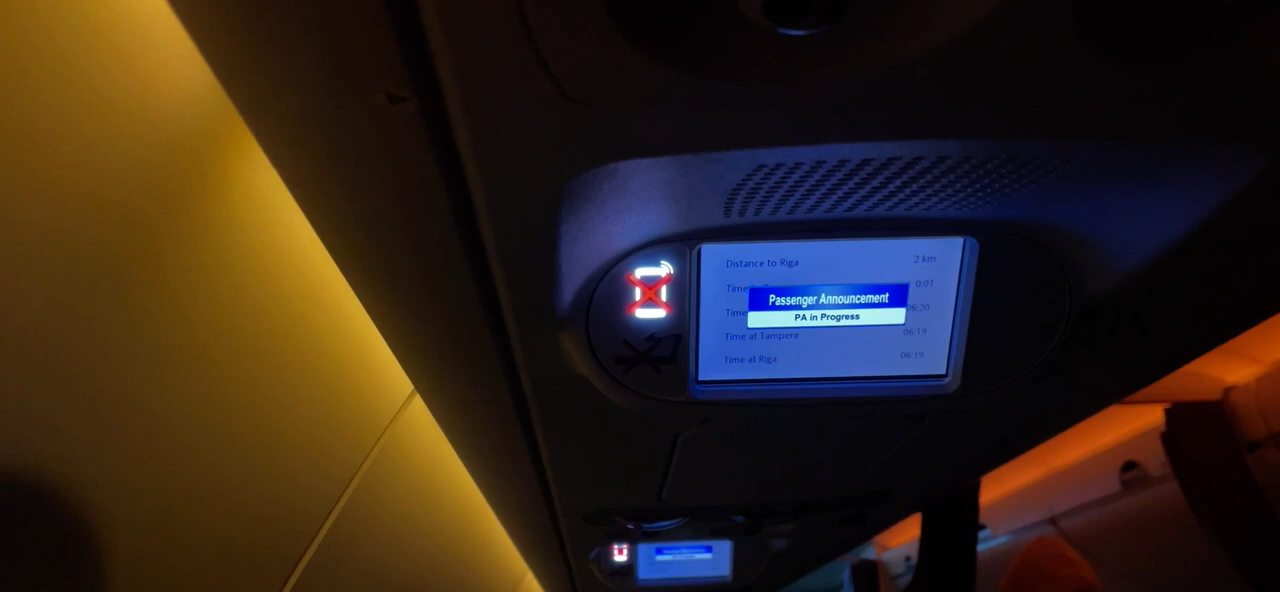 Distance to Riga 2 km
Time 0:01
Passenger Announcement
Time 06:20
PA in Progress
Time at Tampere 06:19
Time at Riga 06:19